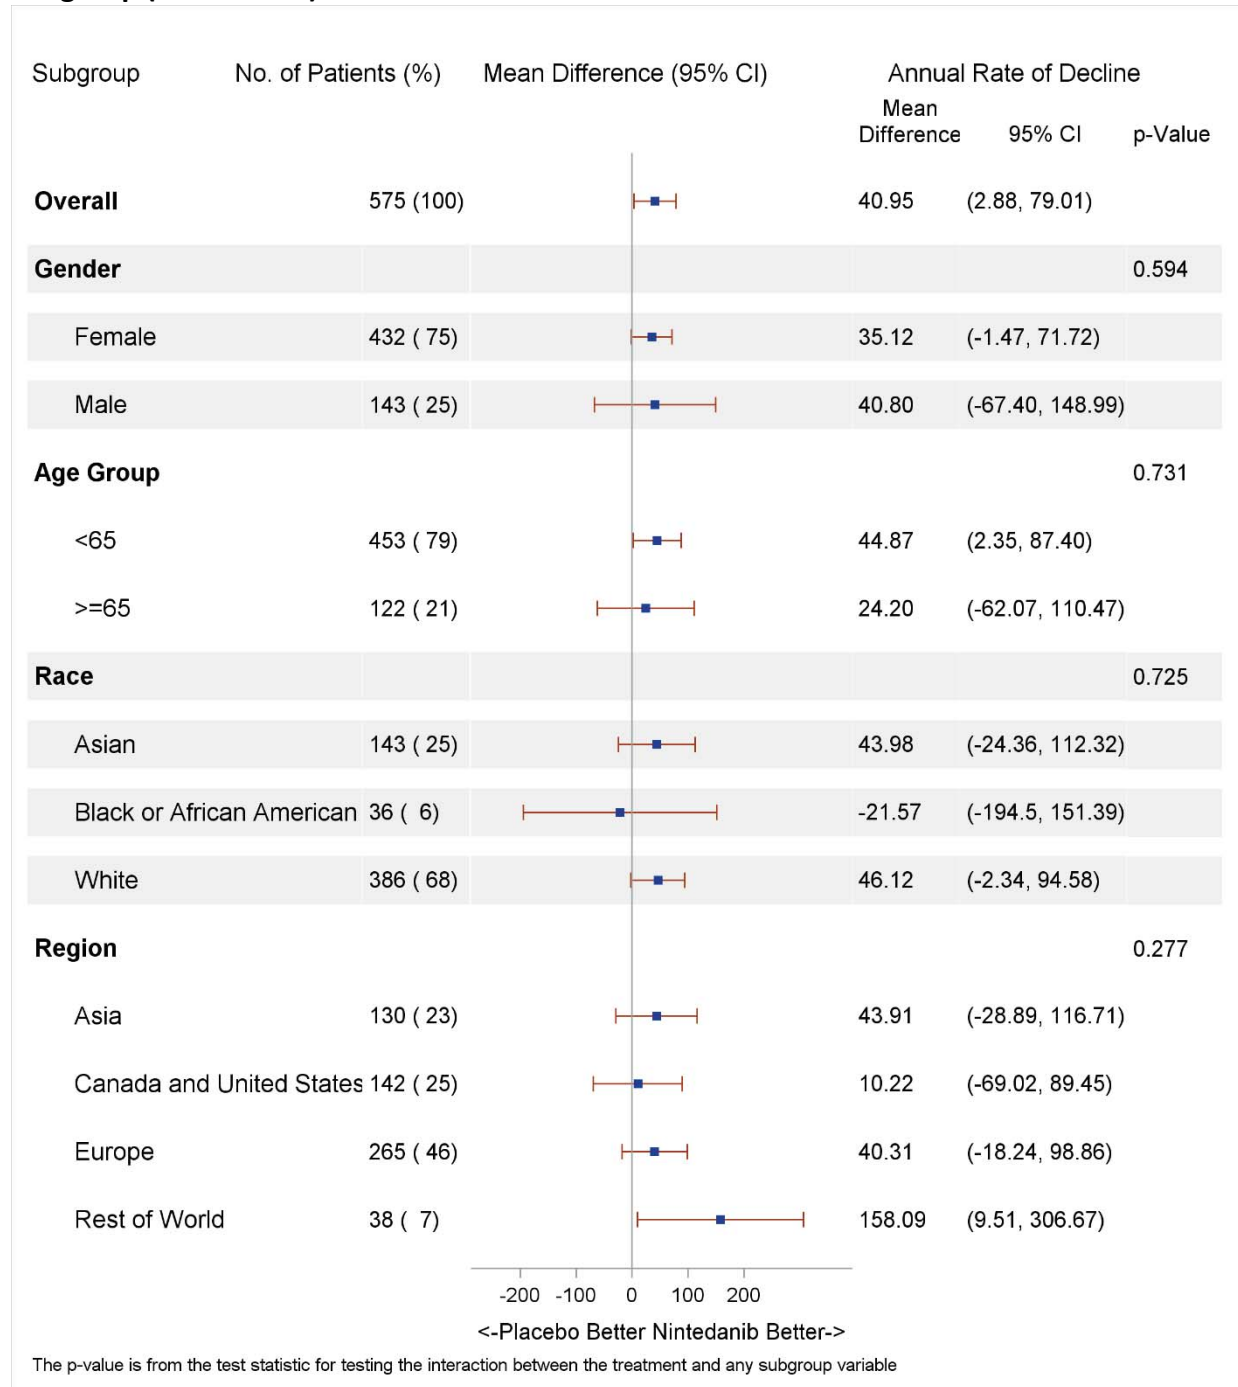 Subgroup No. of Patients (%) Mean Difference (95% CI) Annual Rate of Decline
Mean
Difference 95% CI p-Value
Overall 575 (100) 40.95 (2.88, 79.01)
Gender 0.594
Female 432 ( 75) 35.12 (-1.47, 71.72)
Male 143 ( 25) 40.80 (-67.40, 148.99)
Age Group 0.731
<65 453 ( 79) 44.87 (2.35, 87.40)
>=65 122 ( 21) 24.20 (-62.07, 110.47)
Race 0.725
Asian 143 ( 25) 43.98 (-24.36, 112.32)
Black or African American 36 ( 6) -21.57 (-194.5, 151.39)
White 386 ( 68) 46.12 (-2.34, 94.58)
Region 0.277
Asia 130 ( 23) 43.91 (-28.89, 116.71)
Canada and United States 142 ( 25) 10.22 (-69.02, 89.45)
Europe 265 ( 46) 40.31 (-18.24, 98.86)
Rest of World 38 ( 7) 158.09 (9.51, 306.67)
-200 -100 0 100 200
<-Placebo Better Nintedanib Better->
The p-value is from the test statistic for testing the interaction between the treatment and any subgroup variable